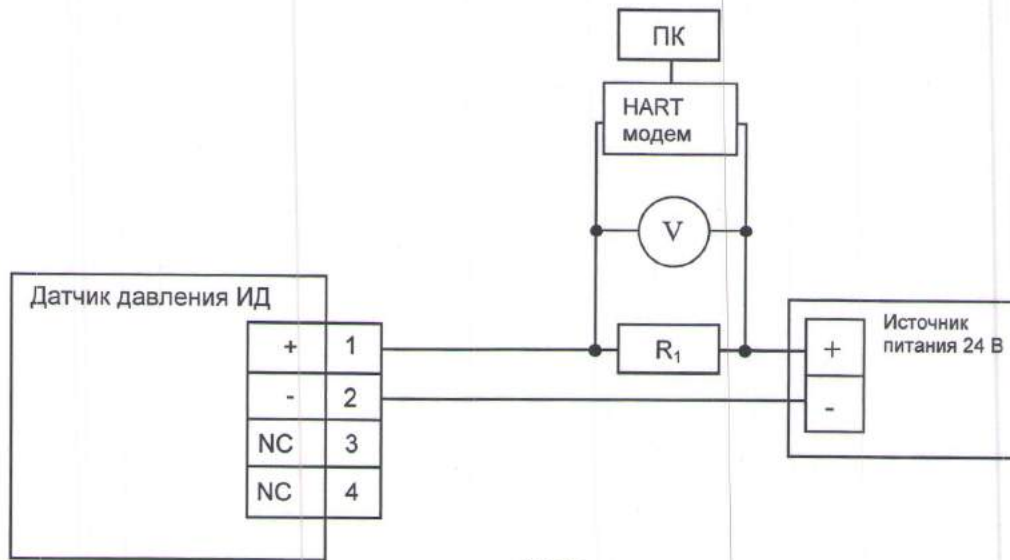 ПК
HART
модем
V
Датчик давления ИД
+ 1
- 2
NC 3
NC 4
R₁
Источник
питания 24 В
+
-